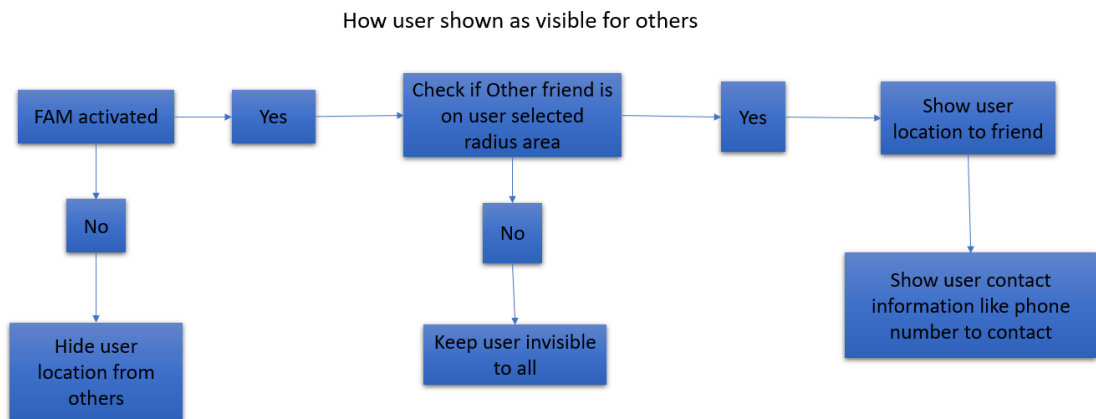 How user shown as visible for others
FAM activated
Yes
Check if Other friend is
on user selected
radius area
Yes
Show user
location to friend
No
No
Hide user
location from
others
Keep user invisible
to all
Show user contact
information like phone
number to contact